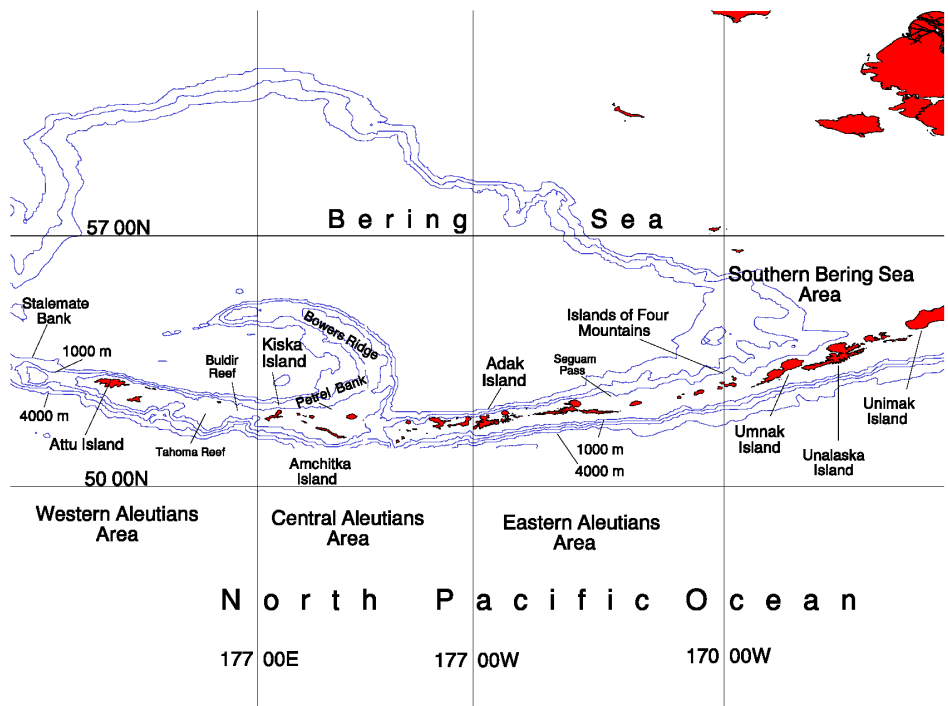 57 00N
Bering Sea
Southern Bering Sea
Area
Stalemate
Bank
1000 m
Bowers Ridge
Islands of Four
Mountains
Kiska
Island
Buldir
Reef
Adak
Island
Seguam
Pass
Petrel Bank
4000 m
Attu Island
Tahoma Reef
Amchitka
Island
1000 m
4000 m
Umnak
Island
Unalaska
Island
Unimak
Island
50 00N
Western Aleutians
Area
Central Aleutians
Area
Eastern Aleutians
Area
North Pacific Ocean
177 00E
177 00W
170 00W